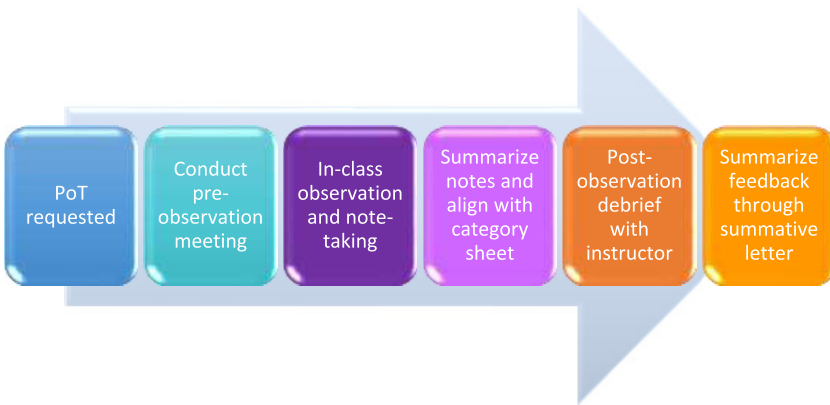 PoT
requested
Conduct
pre-
observation
meeting
In-class
observation
and note-
taking
Summarize
notes and
align with
category
sheet
Post-
observation
debrief
with
instructor
Summarize
feedback
through
summative
letter